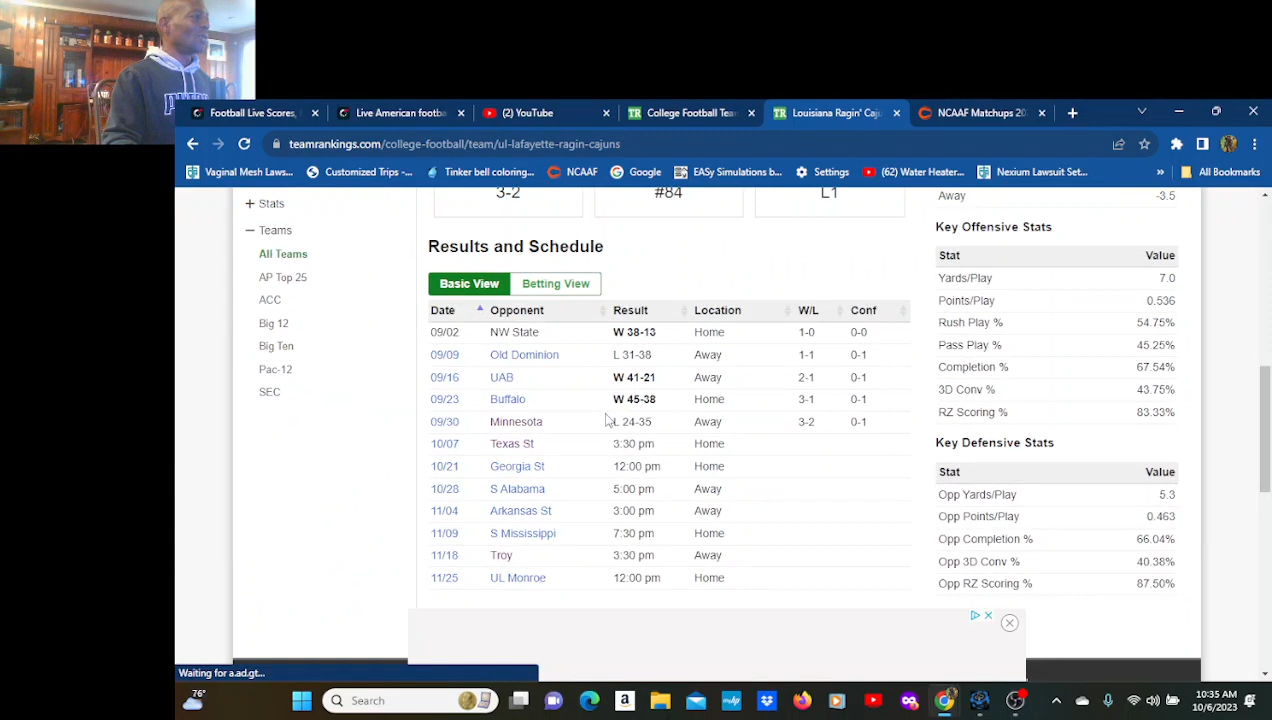 Football Live Scores,
Live American footba
(2) YouTube
College Football Tea
Louisiana Ragin' Caju
NCAAF Matchups 20
teamrankings.com/college-football/team/ul-lafayette-ragin-cajuns
Vaginal Mesh Laws...
Customized Trips -...
Tinker bell coloring...
NCAAF
Google
EASy Simulations b...
Settings
(62) Water Heater...
Nexium Lawsuit Set...
»
All Bookmarks
3-2 #84 L1
Stats
Teams
All Teams
AP Top 25
ACC
Big 12
Big Ten
Pac-12
SEC
Results and Schedule
Basic View Betting View
Date Opponent Result Location W/L Conf
09/02 NW State W 38-13 Home 1-0 0-0
09/09 Old Dominion L 31-38 Away 1-1 0-1
09/16 UAB W 41-21 Away 2-1 0-1
09/23 Buffalo W 45-38 Home 3-1 0-1
09/30 Minnesota L 24-35 Away 3-2 0-1
10/07 Texas St 3:30 pm Home
10/21 Georgia St 12:00 pm Home
10/28 S Alabama 5:00 pm Away
11/04 Arkansas St 3:00 pm Away
11/09 S Mississippi 7:30 pm Home
11/18 Troy 3:30 pm Away
11/25 UL Monroe 12:00 pm Home
Away -3.5
Key Offensive Stats
Stat Value
Yards/Play 7.0
Points/Play 0.536
Rush Play % 54.75%
Pass Play % 45.25%
Completion % 67.54%
3D Conv % 43.75%
RZ Scoring % 83.33%
Key Defensive Stats
Stat Value
Opp Yards/Play 5.3
Opp Points/Play 0.463
Opp Completion % 66.04%
Opp 3D Conv % 40.38%
Opp RZ Scoring % 87.50%
Waiting for a.ad.gt...
76°
Search
10:35 AM
10/6/2023